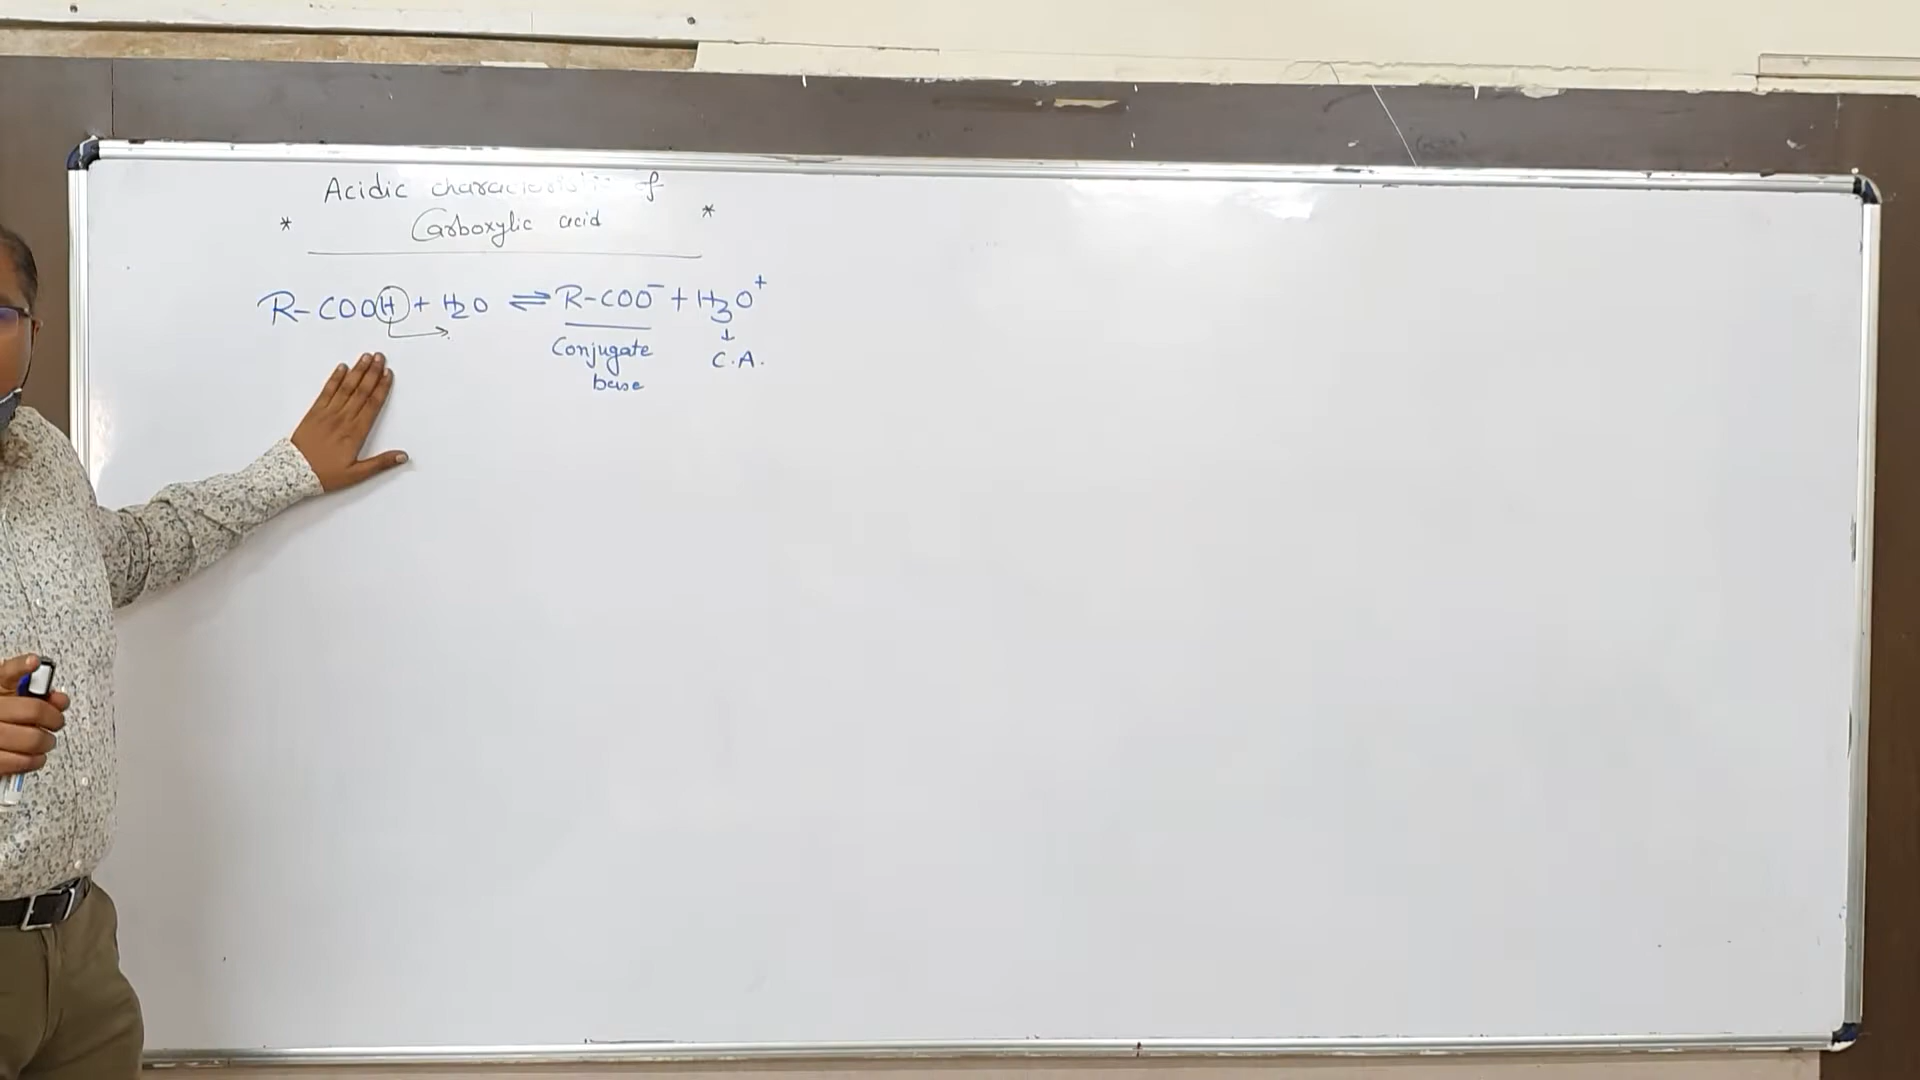 Acidic characteristic of
* Carboxylic acid *
R-COOH + H₂O ⇌ R-COO⁻ + H₃O⁺
↓
Conjugate C.A.
base